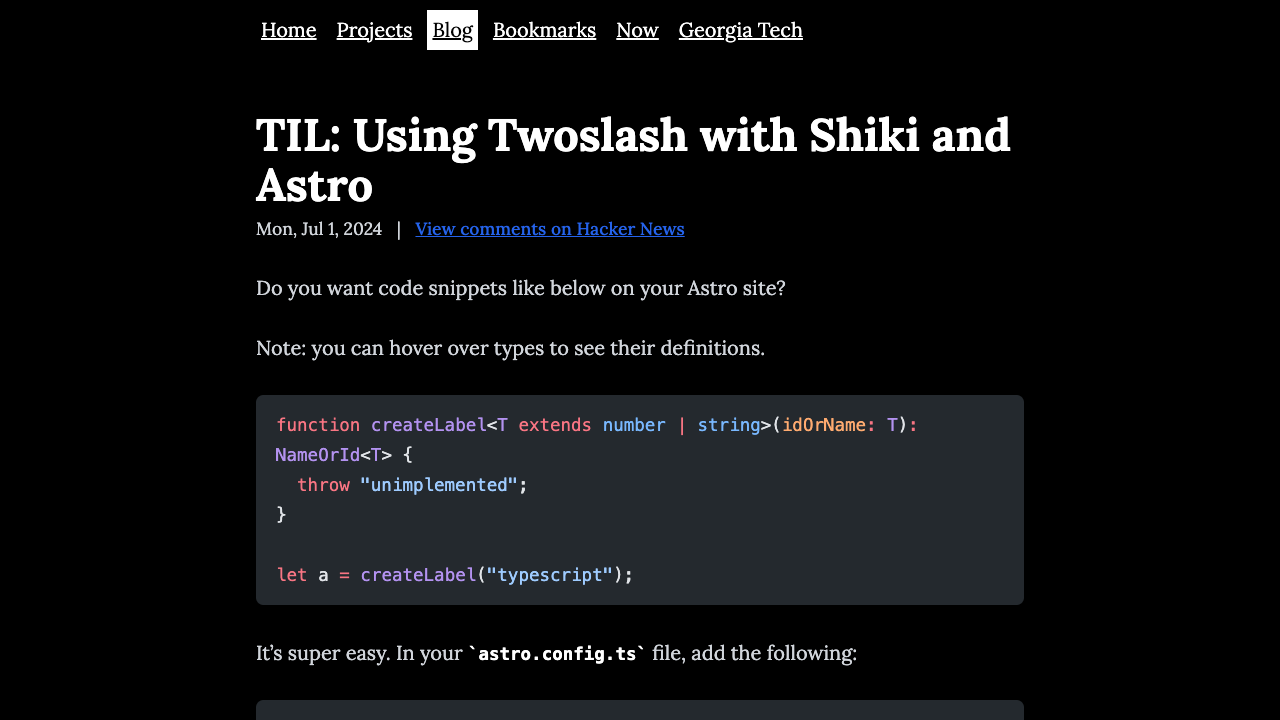 Home Projects Blog Bookmarks Now Georgia Tech
TIL: Using Twoslash with Shiki and
Astro
Mon, Jul 1, 2024 | View comments on Hacker News
Do you want code snippets like below on your Astro site?
Note: you can hover over types to see their definitions.
function createLabel<T extends number | string>(idOrName: T):
NameOrId<T> {
  throw "unimplemented";
}
let a = createLabel("typescript");
It’s super easy. In your `astro.config.ts` file, add the following: